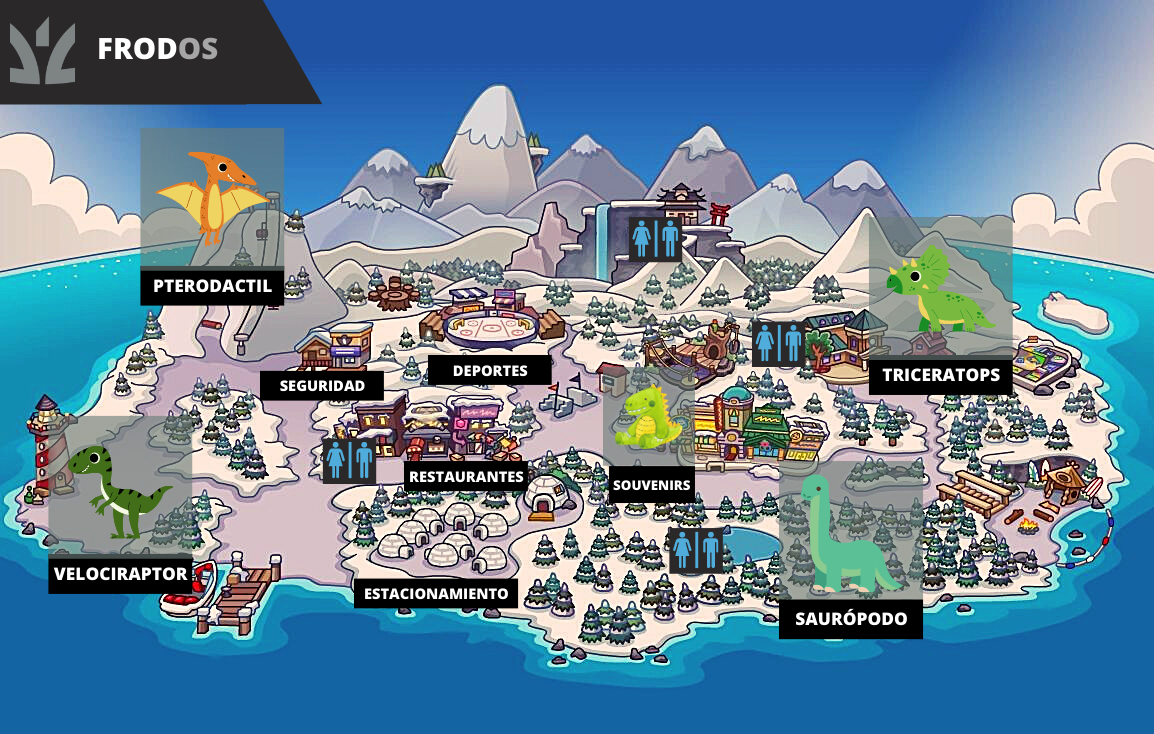 FRODOS
PTERODACTIL
SEGURIDAD
DEPORTES
TRICERATOPS
RESTAURANTES
SOUVENIRS
VELOCIRAPTOR
ESTACIONAMIENTO
SAURÓPODO